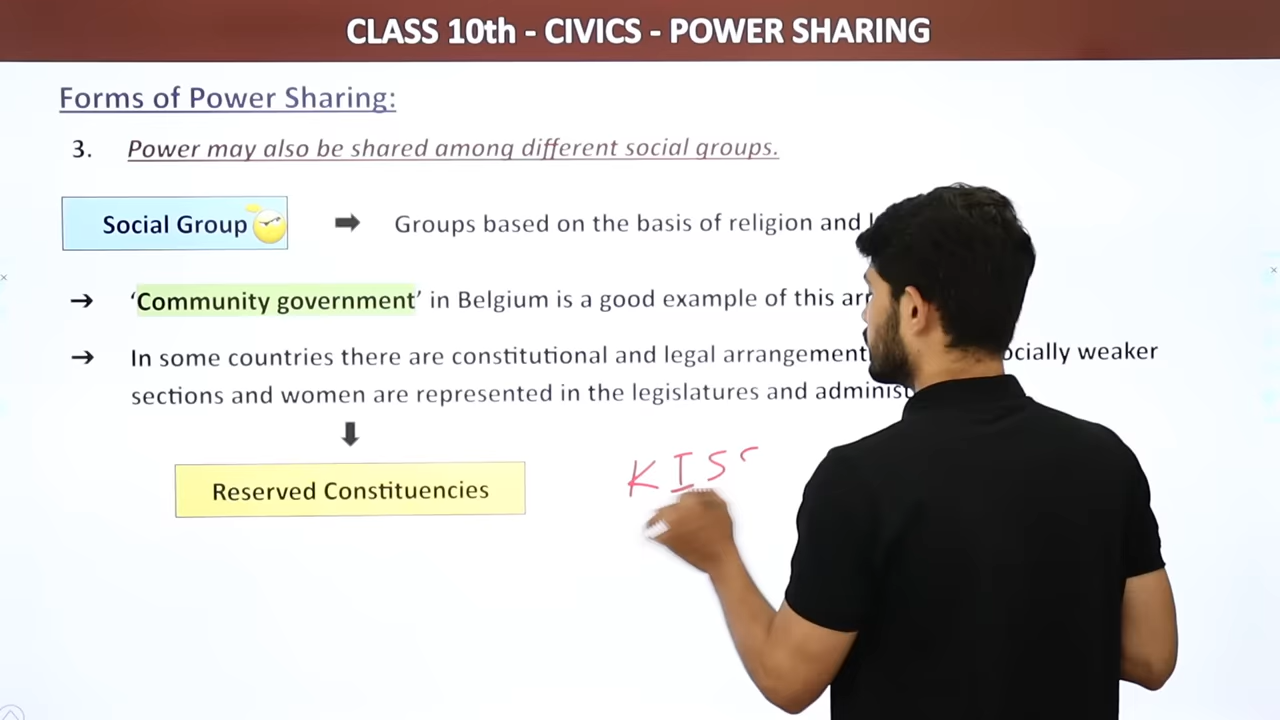 CLASS 10th - CIVICS - POWER SHARING
Forms of Power Sharing:
3. Power may also be shared among different social groups.
Social Group ➡ Groups based on the basis of religion and
→ ‘Community government’ in Belgium is a good example of this
→ In some countries there are constitutional and legal weaker
sections and women are represented in the legislatures and
Reserved Constituencies
KIS